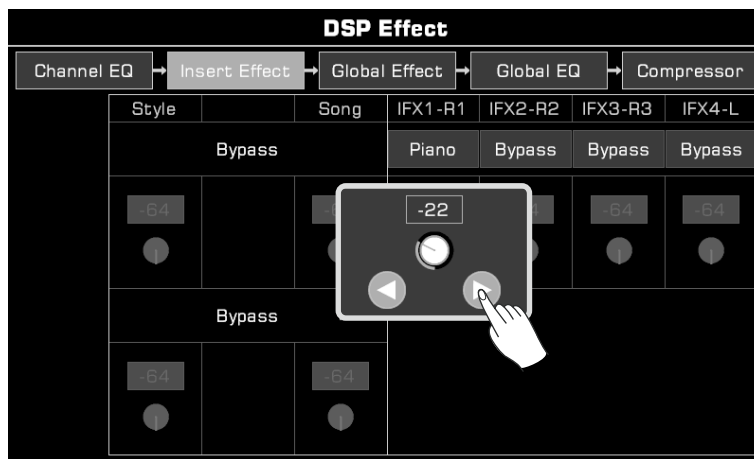 DSP Effect
Channel EQ Insert Effect Global Effect Global EQ Compressor
Style Song IFX1-R1 IFX2-R2 IFX3-R3 IFX4-L
Bypass Piano Bypass Bypass Bypass
-64 -22 -64 -64
Bypass
-64 -64